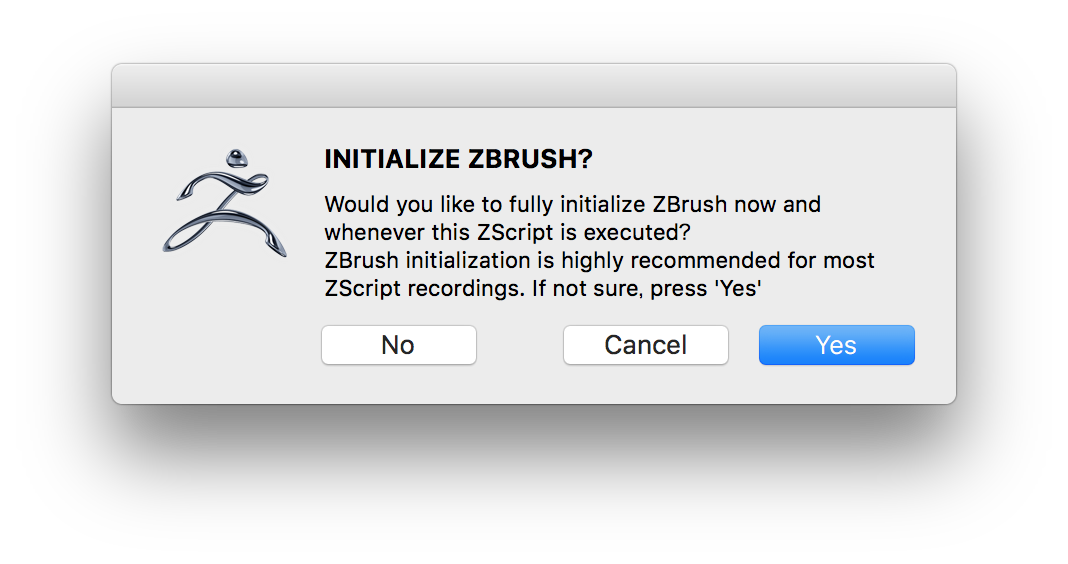 INITIALIZE ZBRUSH?
Would you like to fully initialize ZBrush now and
whenever this ZScript is executed?
ZBrush initialization is highly recommended for most
ZScript recordings. If not sure, press 'Yes'
No
Cancel
Yes